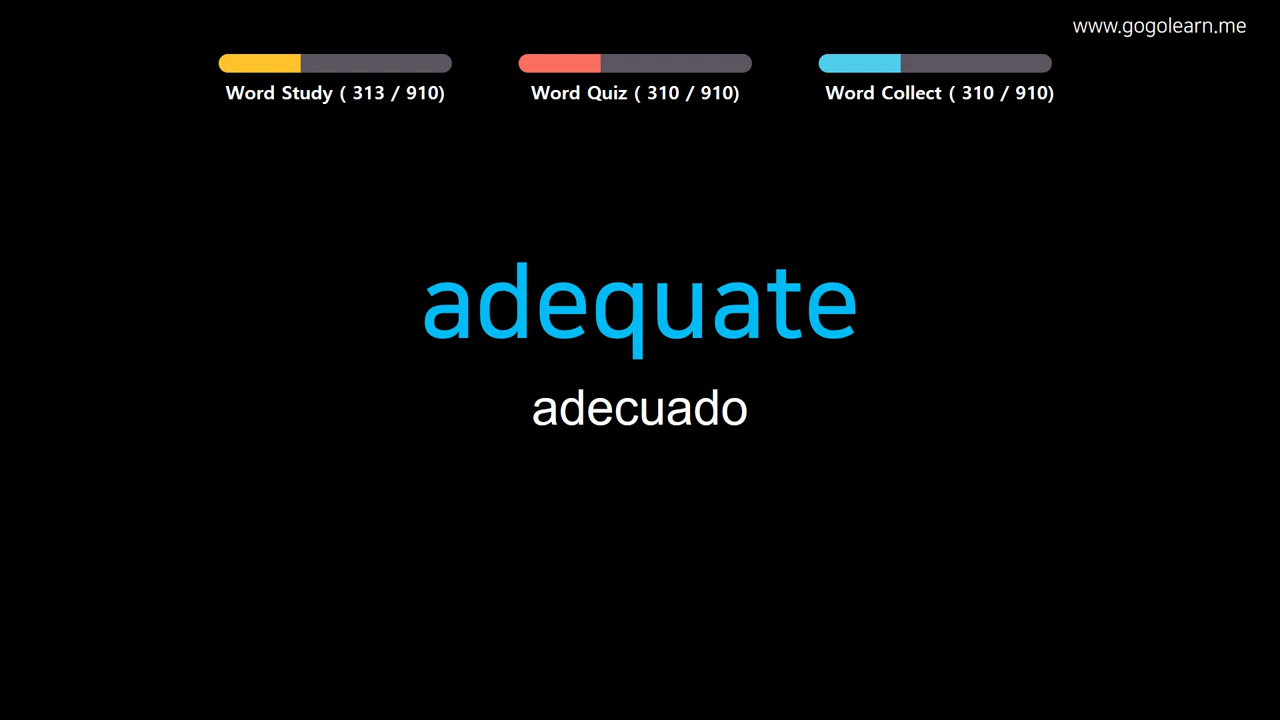 www.gogolearn.me
Word Study ( 313 / 910)
Word Quiz ( 310 / 910)
Word Collect ( 310 / 910)
adequate
adecuado